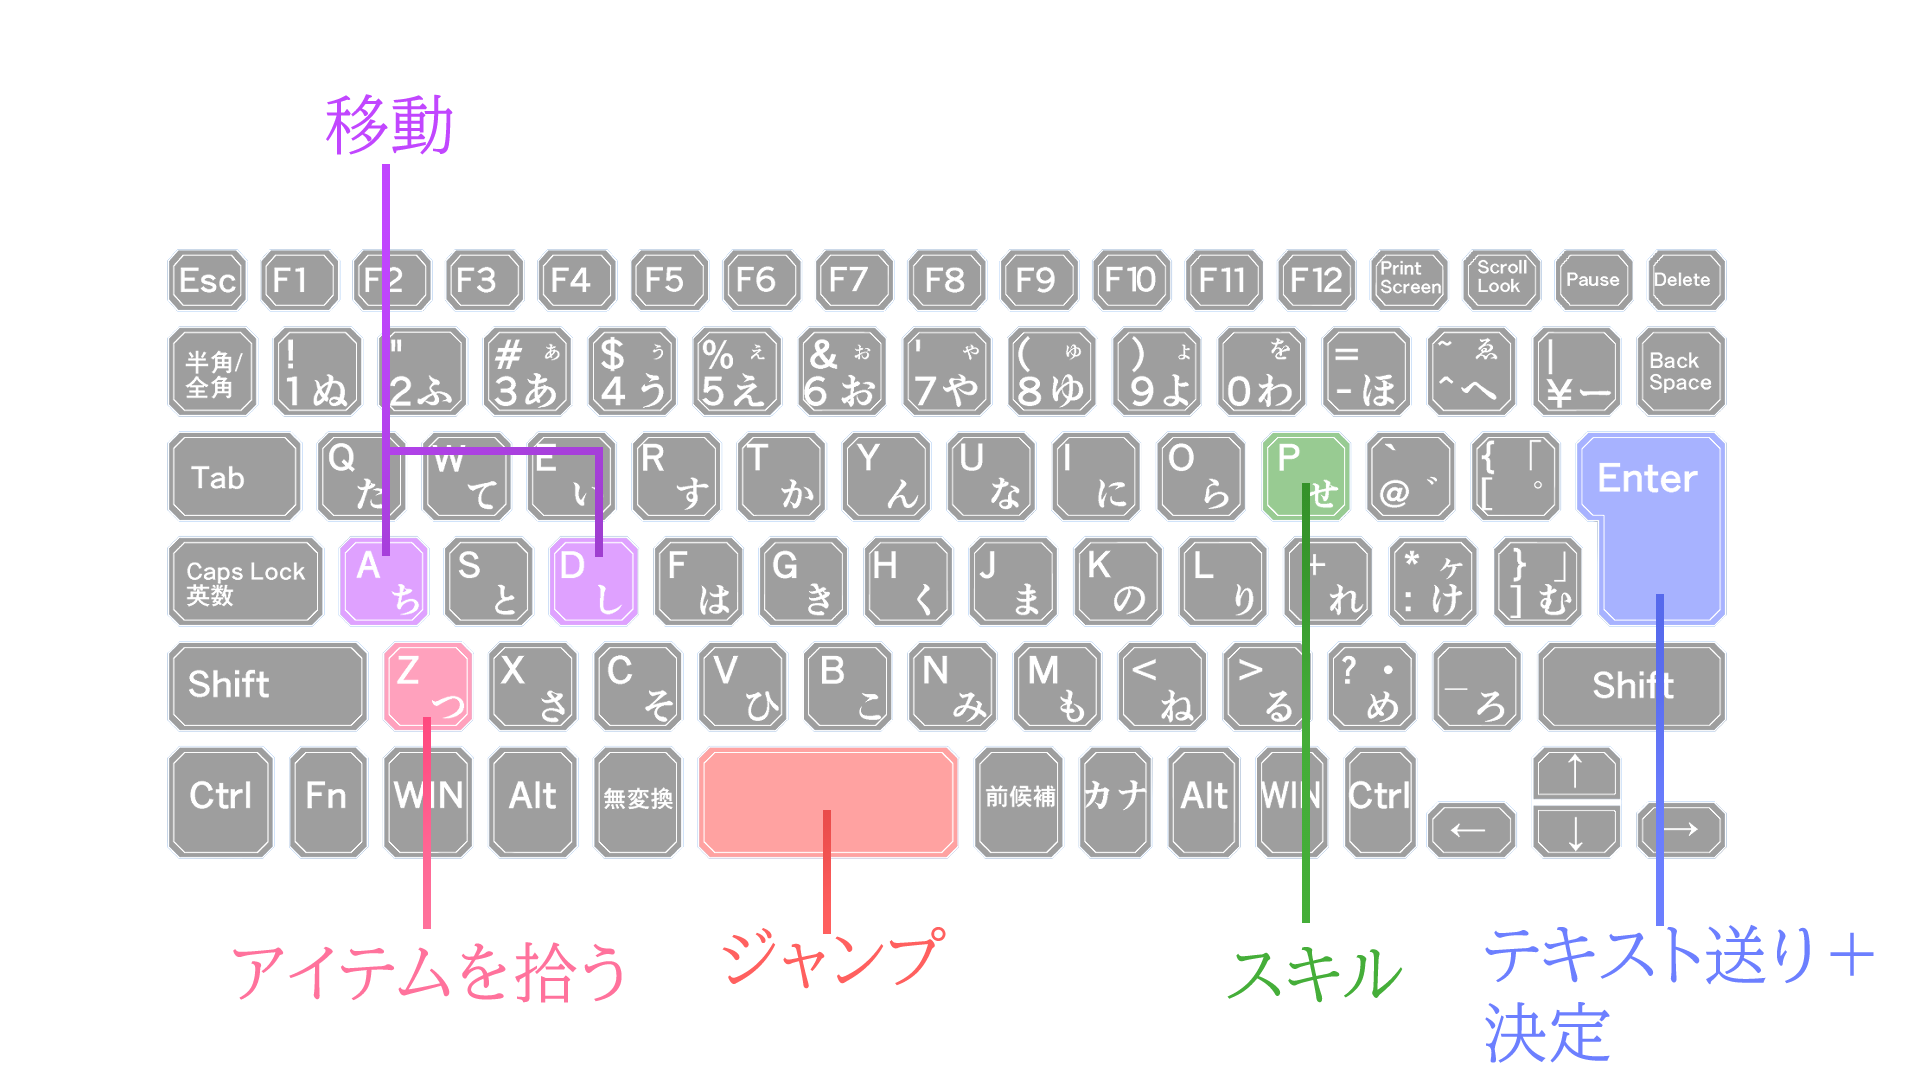 移動
Esc F1 F2 F3 F4 F5 F6 F7 F8 F9 F10 F11 F12 Print Screen Scroll Look Pause Delete
半角/全角 ! 1 ぬ " 2 ふ # ぁ 3 あ $ ぅ 4 う % ぇ 5 え & ぉ 6 お ' ゃ 7 や ( ゅ 8 ゆ ) ょ 9 よ を 0 わ = - ほ ~ ゑ ^ へ | ¥ ー Back Space
Tab Q た W て E い R す T か Y ん U な I に O ら P せ ` @ ゛ { 「 [ ゜ Enter
Caps Lock 英数 A ち S と D し F は G き H く J ま K の L り + れ * ヶ : け } 」 ] む
Shift Z つ X さ C そ V ひ B こ N み M も < ね > る ? ・ め _ ろ Shift
Ctrl Fn WIN Alt 無変換 前候補 カナ Alt WIN Ctrl ← ↑ ↓ →
アイテムを拾う
ジャンプ
スキル
テキスト送り＋
決定